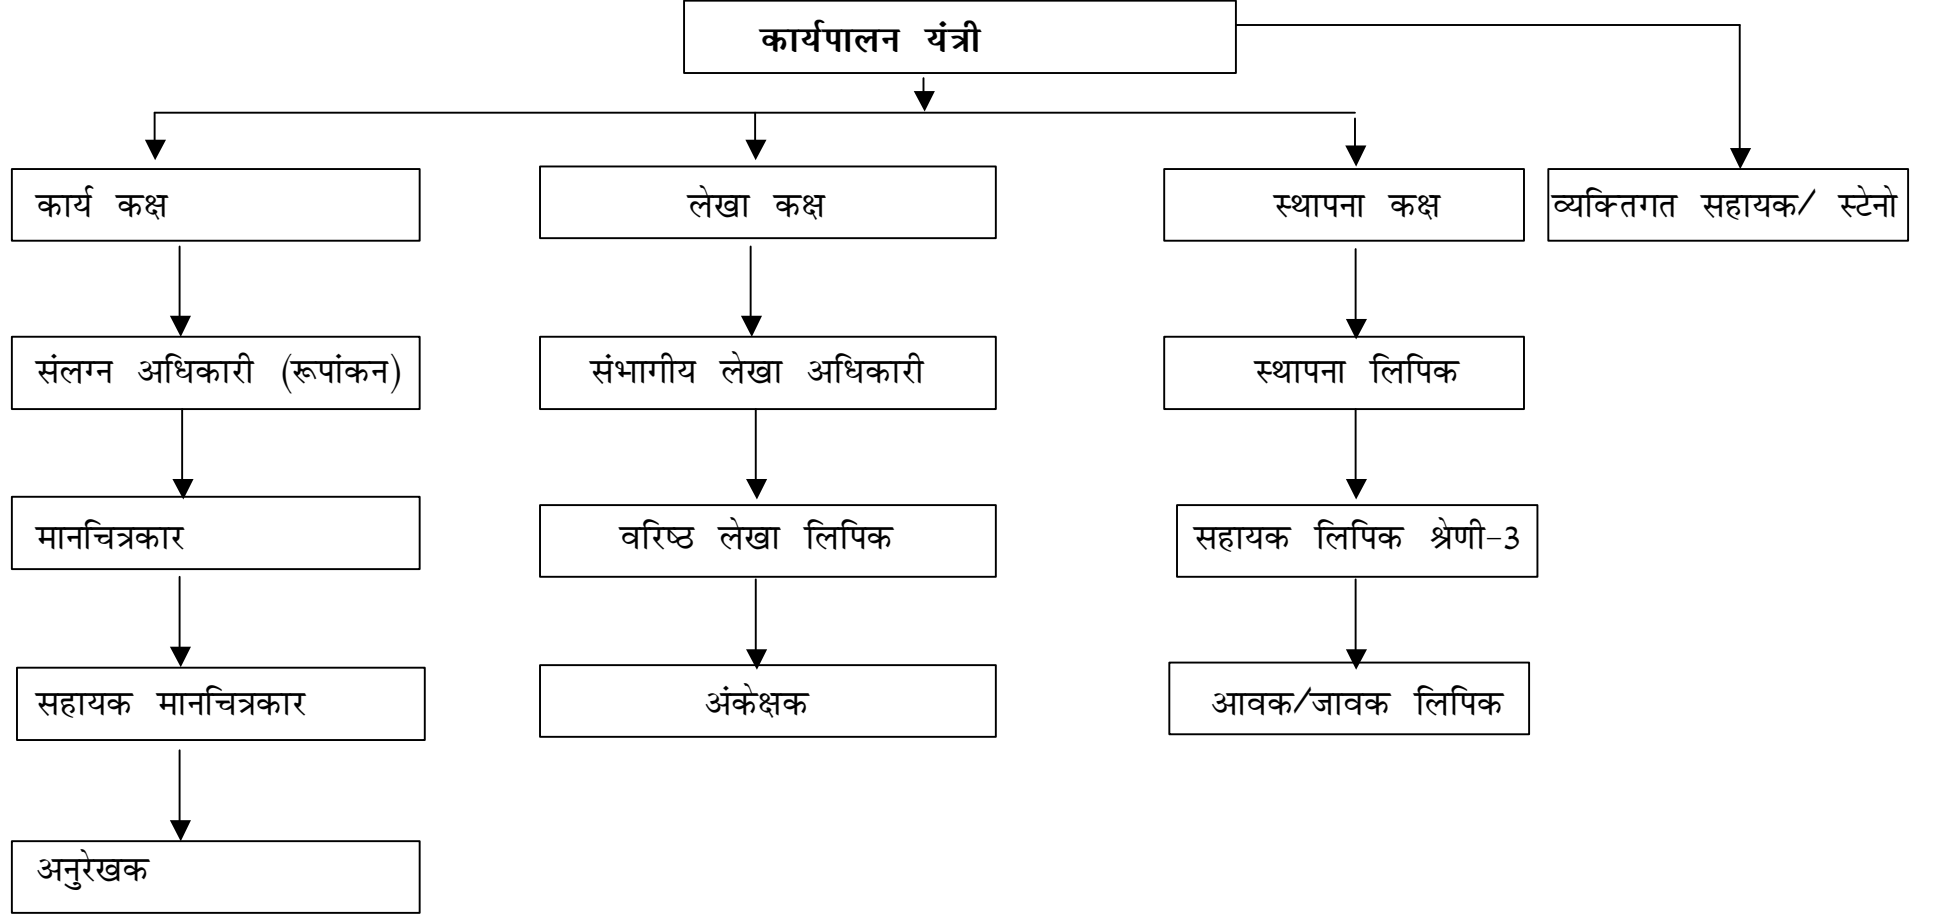 कार्यपालन यंत्री
कार्य कक्ष
लेखा कक्ष
स्थापना कक्ष
व्यक्तिगत सहायक/ स्टेनो
संलग्न अधिकारी (रूपांकन)
संभागीय लेखा अधिकारी
स्थापना लिपिक
मानचित्रकार
वरिष्ठ लेखा लिपिक
सहायक लिपिक श्रेणी-3
सहायक मानचित्रकार
अंकेक्षक
आवक/जावक लिपिक
अनुरेखक